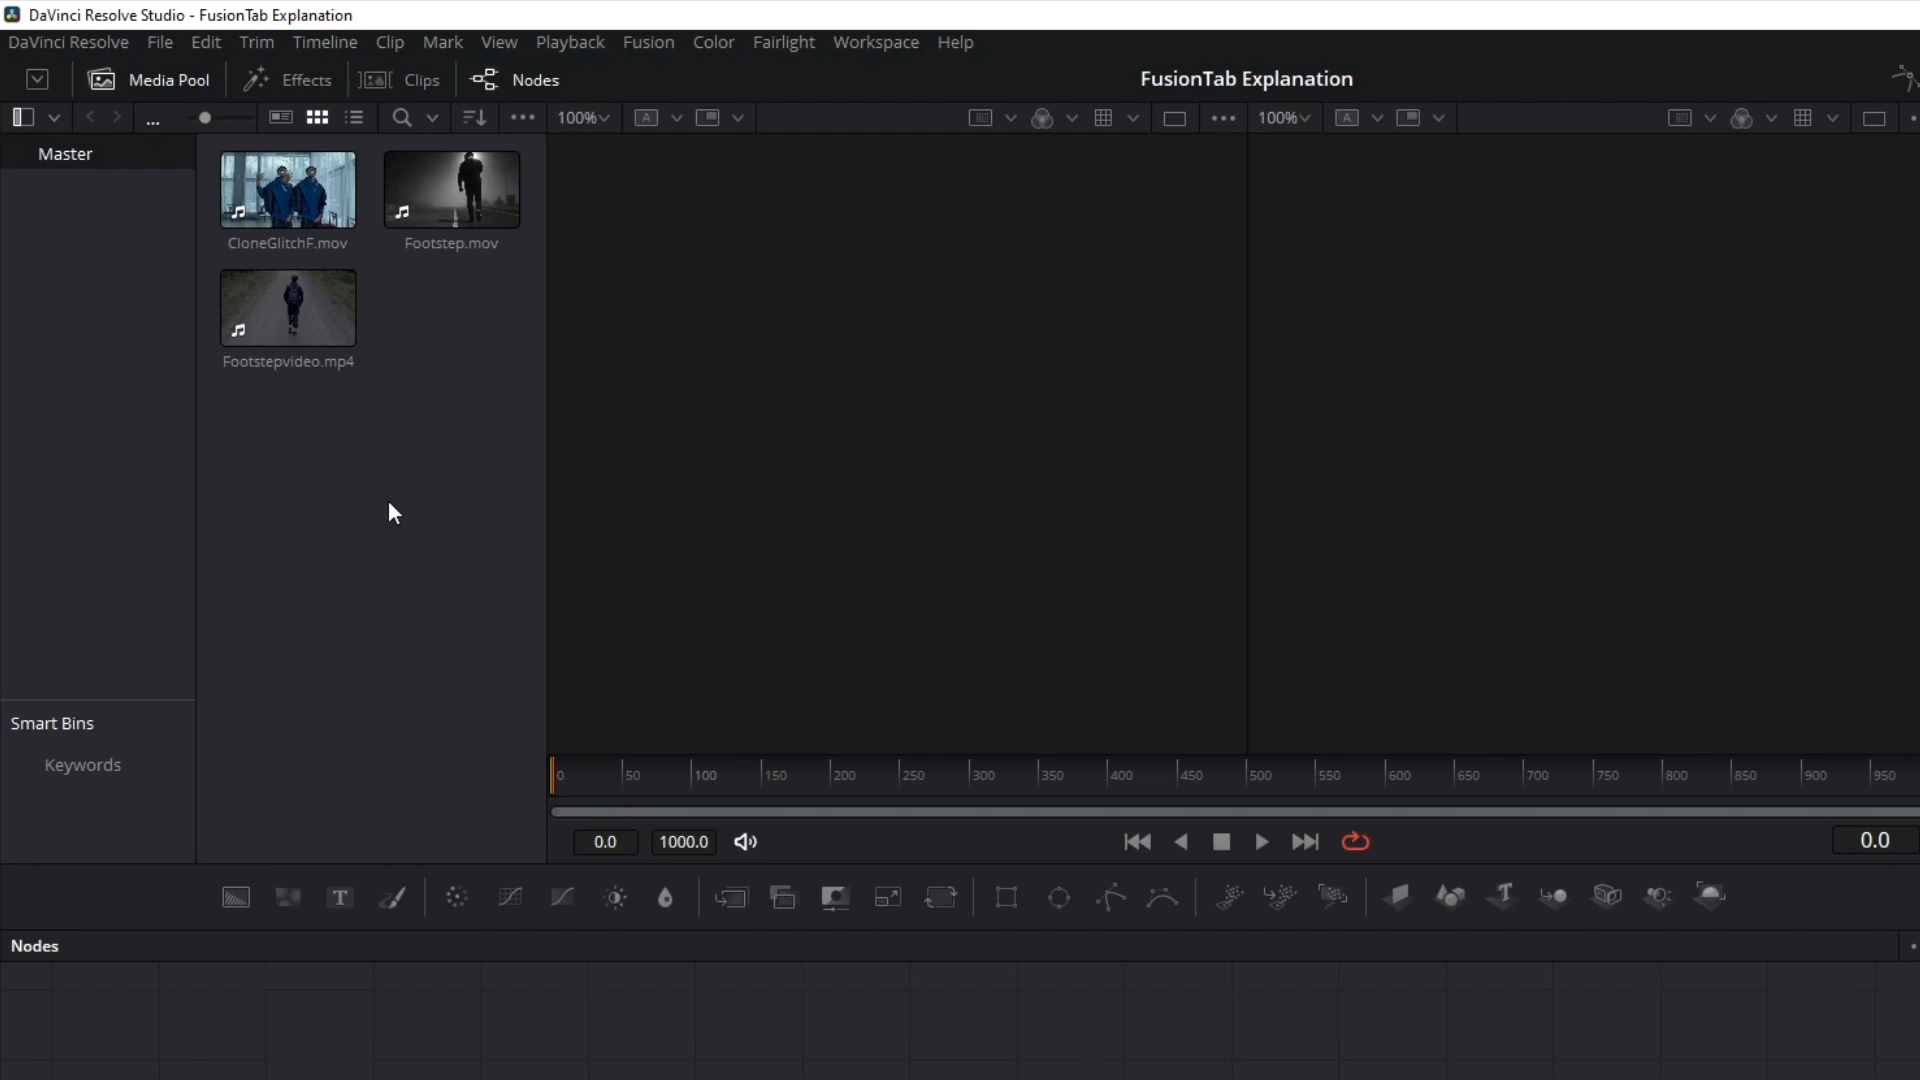 DaVinci Resolve Studio - FusionTab Explanation
DaVinci Resolve File Edit Trim Timeline Clip Mark View Playback Fusion Color Fairlight Workspace Help
Media Pool Effects Clips Nodes FusionTab Explanation
... 100% A 100% A
Master
CloneGlitchF.mov Footstep.mov
Footstepvideo.mp4
Smart Bins
Keywords
0 50 100 150 200 250 300 350 400 450 500 550 600 650 700 750 800 850 900 950
0.0 1000.0 0.0
T T
Nodes